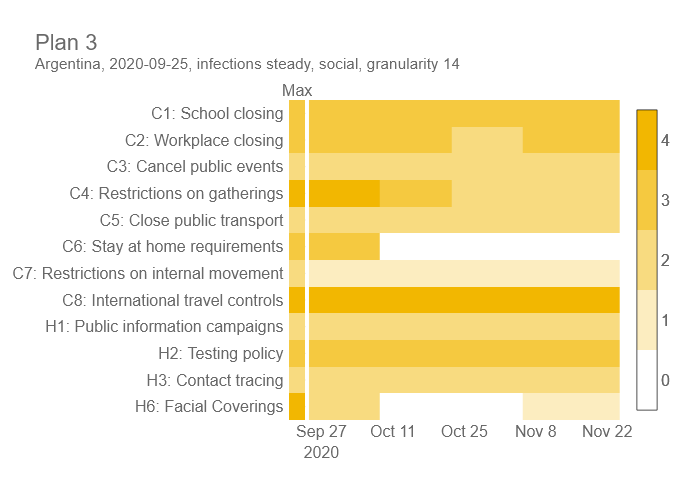 Plan 3
Argentina, 2020-09-25, infections steady, social, granularity 14
Max
C1: School closing
C2: Workplace closing
C3: Cancel public events
C4: Restrictions on gatherings
C5: Close public transport
C6: Stay at home requirements
C7: Restrictions on internal movement
C8: International travel controls
H1: Public information campaigns
H2: Testing policy
H3: Contact tracing
H6: Facial Coverings
Sep 27 Oct 11 Oct 25 Nov 8 Nov 22
2020
4
3
2
1
0